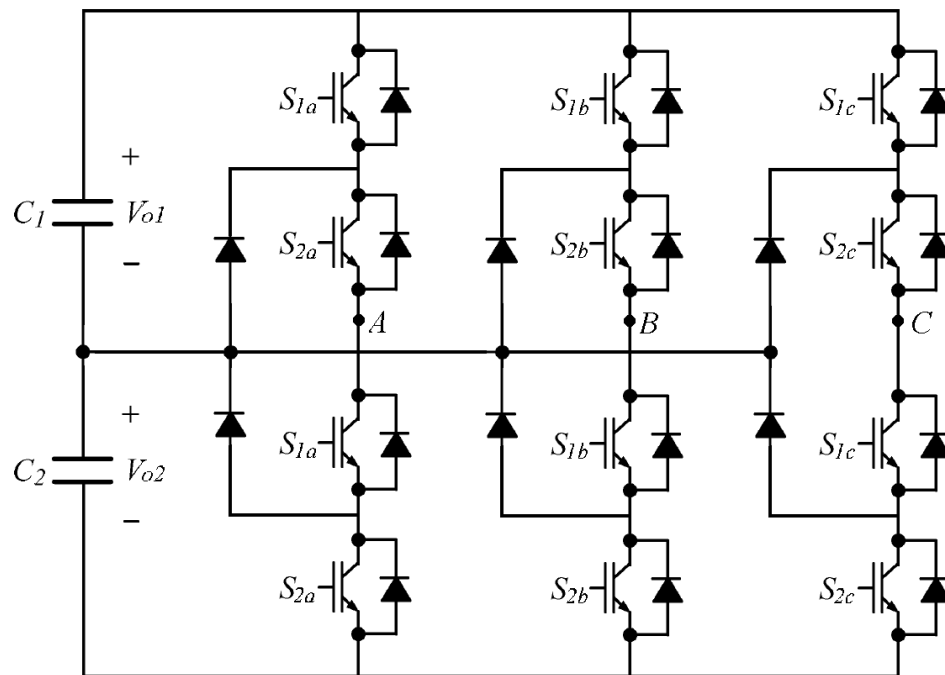 S1a S1b S1c
+
C1 Vo1
−
S2a S2b S2c
A B C
+
S1a S1b S1c
C2 Vo2
−
S2a S2b S2c